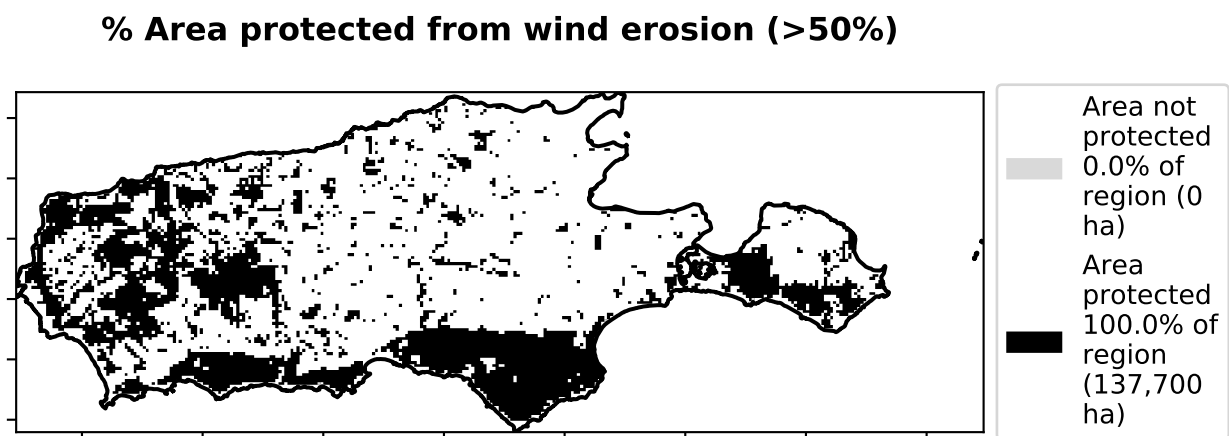 % Area protected from wind erosion (>50%)
Area not
protected
0.0% of
region (0
ha)
Area
protected
100.0% of
region
(137,700
ha)